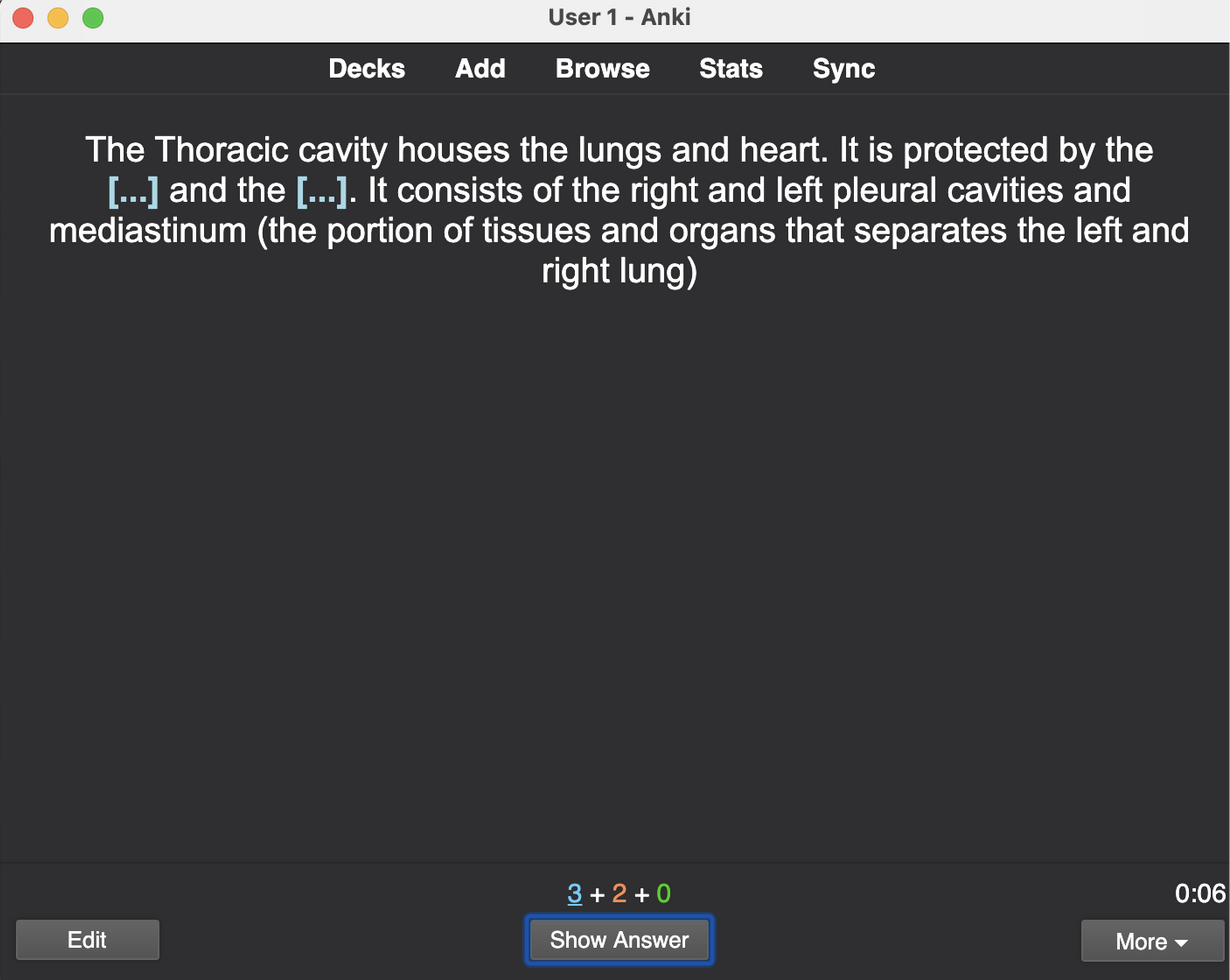 User 1 - Anki
Decks Add Browse Stats Sync
The Thoracic cavity houses the lungs and heart. It is protected by the
[...] and the [...]. It consists of the right and left pleural cavities and
mediastinum (the portion of tissues and organs that separates the left and
right lung)
3 + 2 + 0
0:06
Edit
Show Answer
More